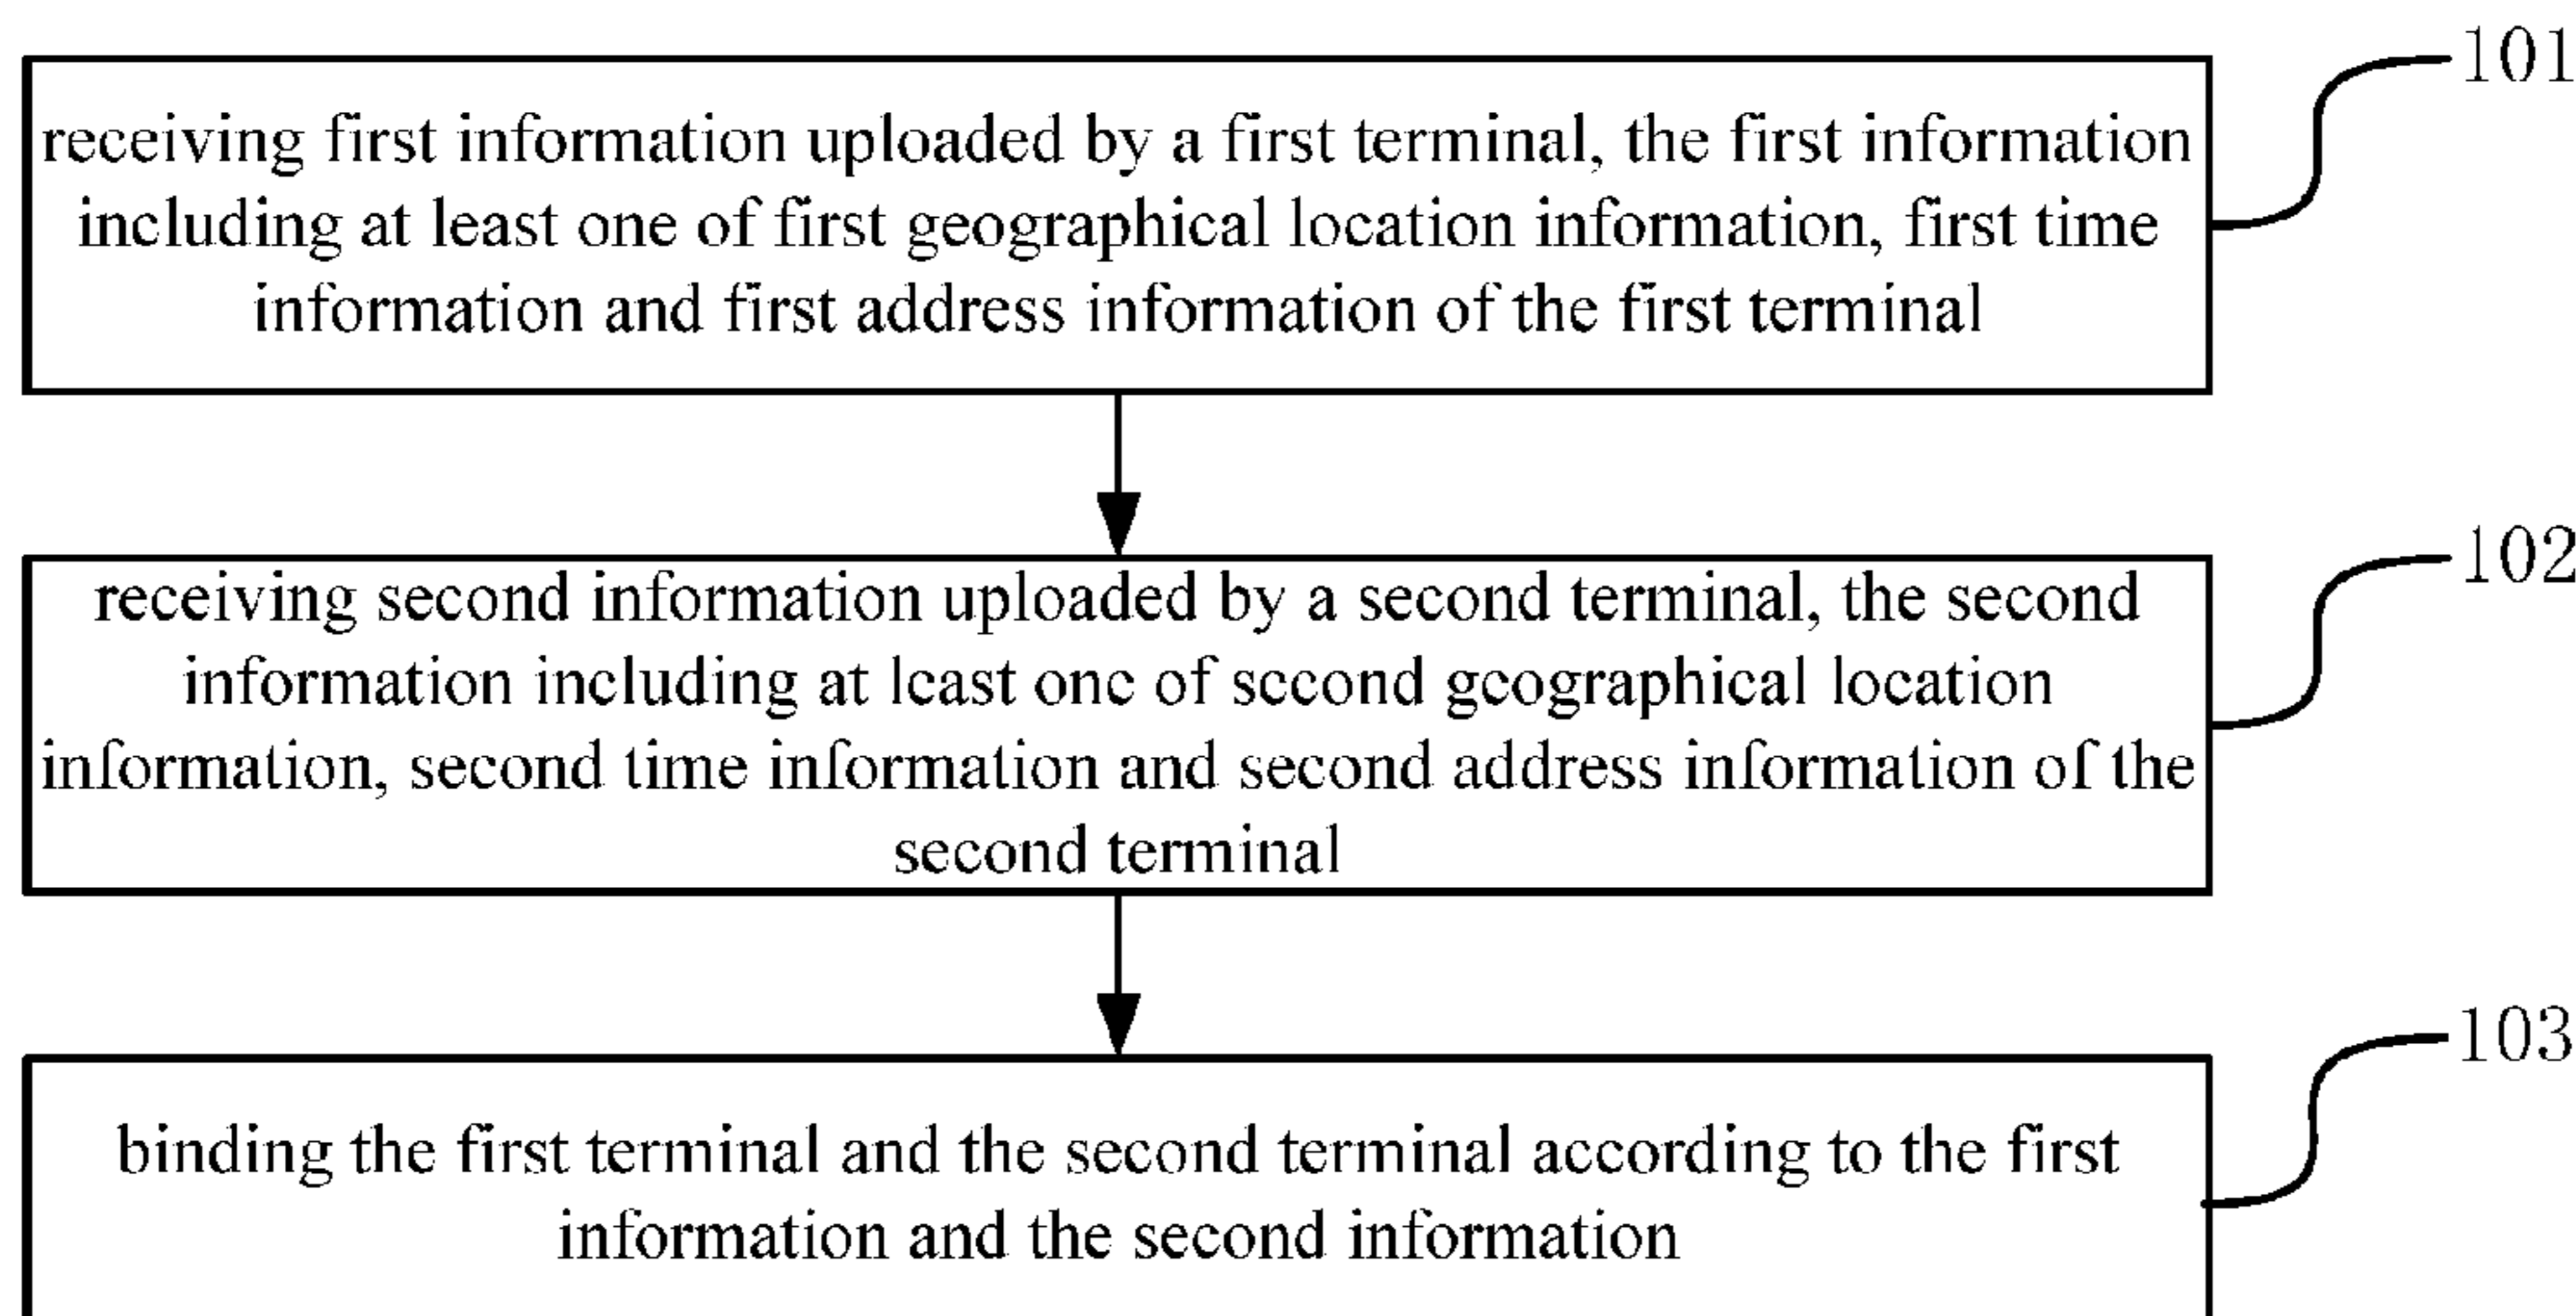 101
receiving first information uploaded by a first terminal, the first information
including at least one of first geographical location information, first time
information and first address information of the first terminal
102
receiving second information uploaded by a second terminal, the second
information including at least one of second geographical location
information, second time information and second address information of the
second terminal
103
binding the first terminal and the second terminal according to the first
information and the second information